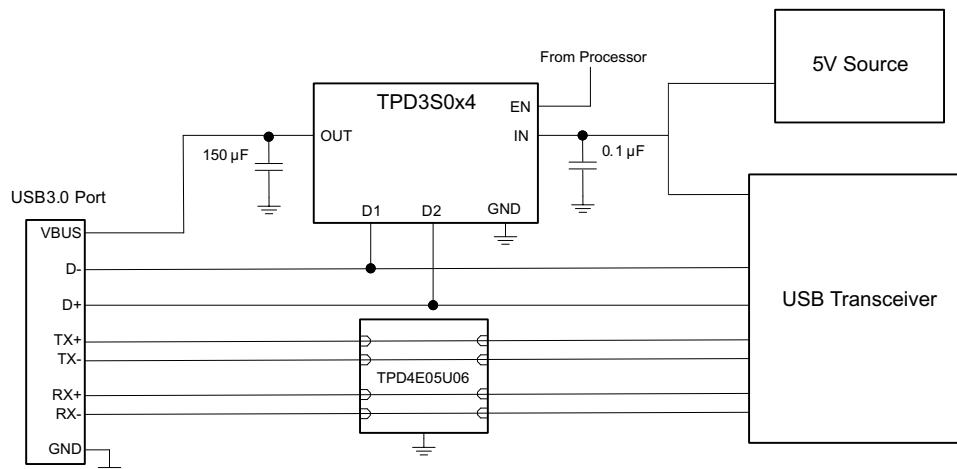 From Processor
5V Source
TPD3S0x4
EN
OUT
IN
150 µF
0.1 µF
USB3.0 Port
D1
D2
GND
VBUS
D-
D+
USB Transceiver
TX+
TX-
TPD4E05U06
RX+
RX-
GND